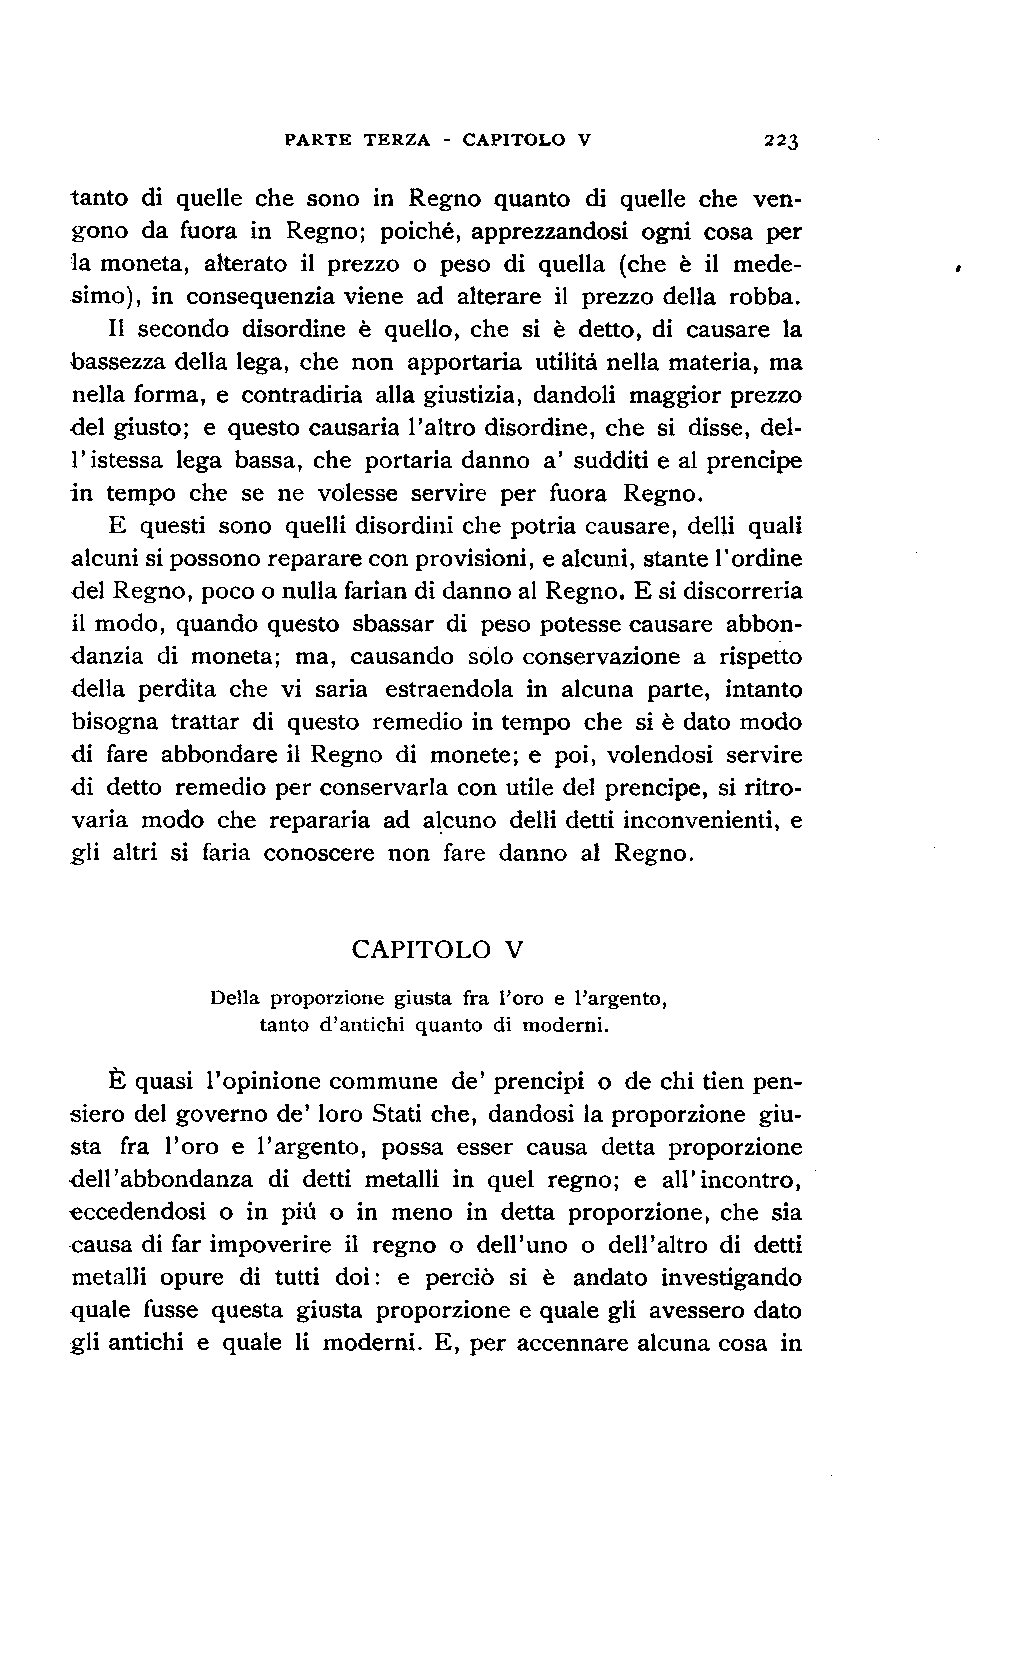 PARTE TERZA - CAPITOLO V 223
tanto di quelle che sono in Regno quanto di quelle che ven-
gono da fuora in Regno; poiché, apprezzandosi ogni cosa per
la moneta, alterato il prezzo o peso di quella (che è il mede-
simo), in consequenzia viene ad alterare il prezzo della robba.
Il secondo disordine è quello, che si è detto, di causare la
bassezza della lega, che non apportaria utilitá nella materia, ma
nella forma, e contradiria alla giustizia, dandoli maggior prezzo
del giusto; e questo causaria l'altro disordine, che si disse, del-
l'istessa lega bassa, che portaria danno a' sudditi e al prencipe
in tempo che se ne volesse servire per fuora Regno.
E questi sono quelli disordini che potria causare, delli quali
alcuni si possono reparare con provisioni, e alcuni, stante l'ordine
del Regno, poco o nulla farian di danno al Regno. E si discorreria
il modo, quando questo sbassar di peso potesse causare abbon-
danzia di moneta; ma, causando solo conservazione a rispetto
della perdita che vi saria estraendola in alcuna parte, intanto
bisogna trattar di questo remedio in tempo che si è dato modo
di fare abbondare il Regno di monete; e poi, volendosi servire
di detto remedio per conservarla con utile del prencipe, si ritro-
varia modo che repararia ad alcuno delli detti inconvenienti, e
gli altri si faria conoscere non fare danno al Regno.
CAPITOLO V
Della proporzione giusta fra l'oro e l'argento,
tanto d'antichi quanto di moderni.
È quasi l'opinione commune de' prencipi o de chi tien pen-
siero del governo de' loro Stati che, dandosi la proporzione giu-
sta fra l'oro e l'argento, possa esser causa detta proporzione
dell'abbondanza di detti metalli in quel regno; e all'incontro,
eccedendosi o in piú o in meno in detta proporzione, che sia
causa di far impoverire il regno o dell'uno o dell'altro di detti
metalli opure di tutti doi: e perciò si è andato investigando
quale fusse questa giusta proporzione e quale gli avessero dato
gli antichi e quale li moderni. E, per accennare alcuna cosa in